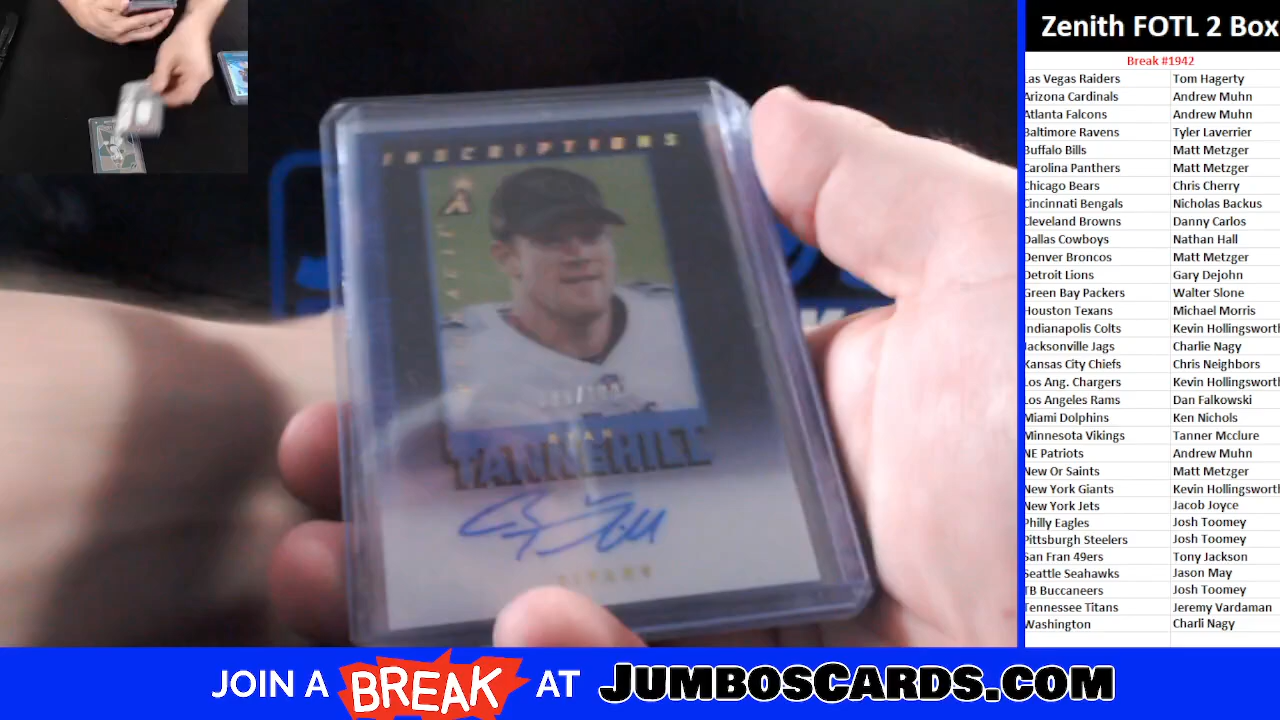 Zenith FOTL 2 Box
Break #1942
Las Vegas Raiders Tom Hagerty
Arizona Cardinals Andrew Muhn
Atlanta Falcons Andrew Muhn
Baltimore Ravens Tyler Laverrier
Buffalo Bills Matt Metzger
Carolina Panthers Matt Metzger
Chicago Bears Chris Cherry
Cincinnati Bengals Nicholas Backus
Cleveland Browns Danny Carlos
Dallas Cowboys Nathan Hall
Denver Broncos Matt Metzger
Detroit Lions Gary Dejohn
Green Bay Packers Walter Slone
Houston Texans Michael Morris
Indianapolis Colts Kevin Hollingsworth
Jacksonville Jags Charlie Nagy
Kansas City Chiefs Chris Neighbors
Los Ang. Chargers Kevin Hollingsworth
Los Angeles Rams Dan Falkowski
Miami Dolphins Ken Nichols
Minnesota Vikings Tanner Mcclure
NE Patriots Andrew Muhn
New Or Saints Matt Metzger
New York Giants Kevin Hollingsworth
New York Jets Jacob Joyce
Philly Eagles Josh Toomey
Pittsburgh Steelers Josh Toomey
San Fran 49ers Tony Jackson
Seattle Seahawks Jason May
TB Buccaneers Josh Toomey
Tennessee Titans Jeremy Vardaman
Washington Charli Nagy
INSCRIPTIONS
RYAN
TANNEHILL
JOIN A BREAK AT JUMBOSCARDS.COM